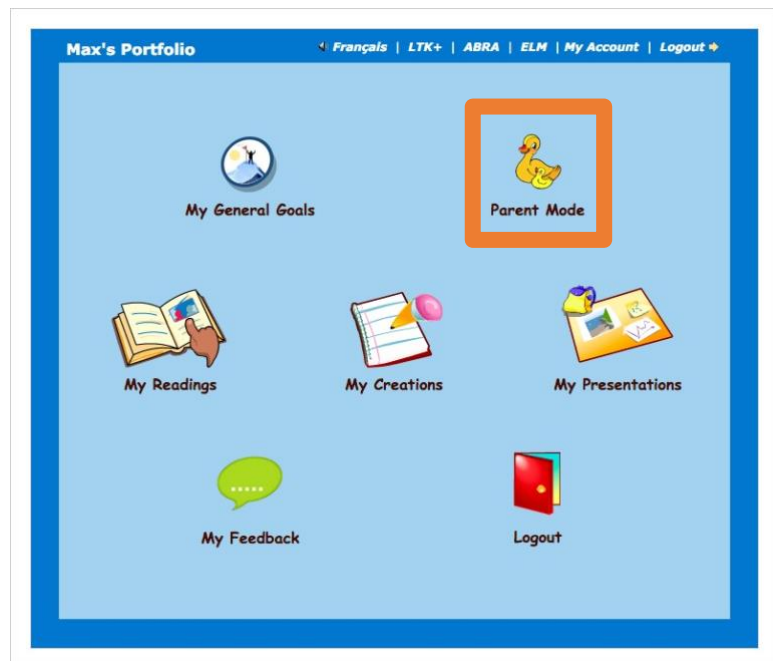 Max's Portfolio
Français | LTK+ | ABRA | ELM | My Account | Logout
My General Goals
Parent Mode
My Readings
My Creations
My Presentations
My Feedback
Logout